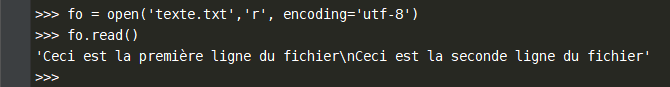 >>> fo = open('texte.txt','r', encoding='utf-8')
>>> fo.read()
'Ceci est la première ligne du fichier\nCeci est la seconde ligne du fichier'
>>>